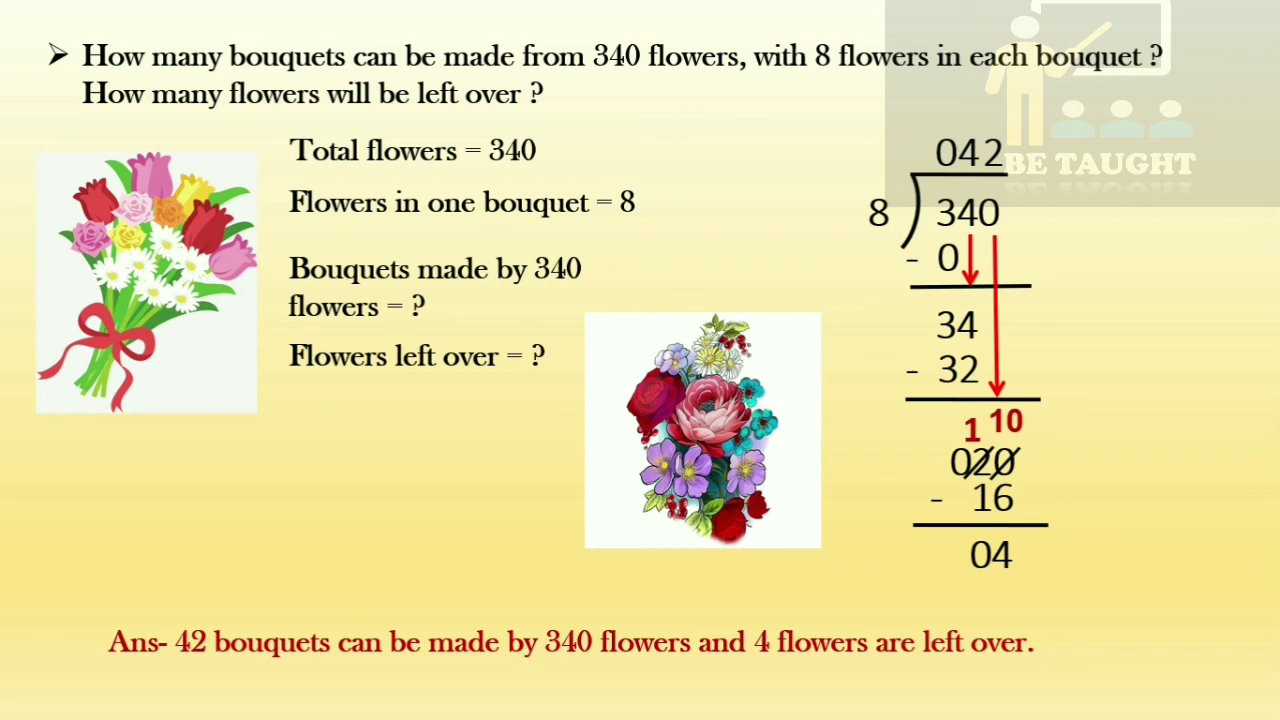 ➢ How many bouquets can be made from 340 flowers, with 8 flowers in each bouquet ?
How many flowers will be left over ?
Total flowers = 340
Flowers in one bouquet = 8
Bouquets made by 340
flowers = ?
Flowers left over = ?
BE TAUGHT
042
8 ) 340
- 0
34
- 32
1 10
020
- 16
04
Ans- 42 bouquets can be made by 340 flowers and 4 flowers are left over.